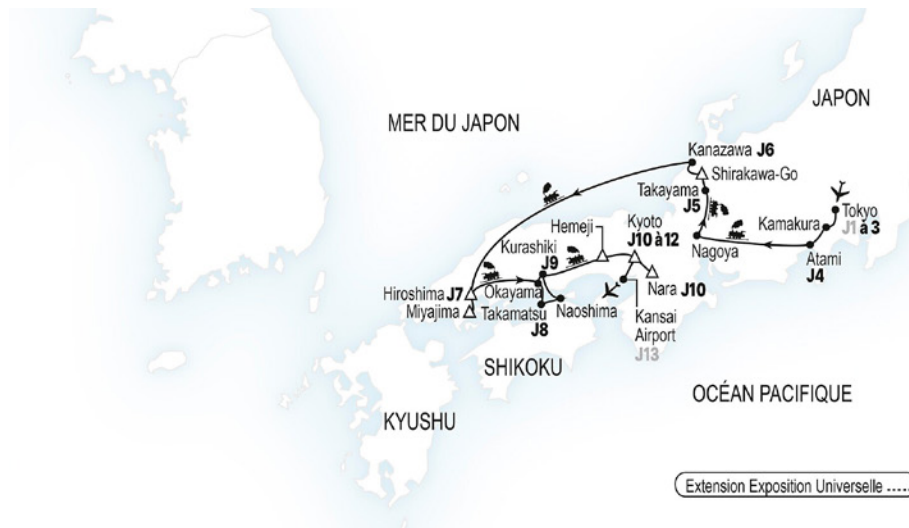 MER DU JAPON
JAPON
Kanazawa J6
Shirakawa-Go
Takayama
J5
Tokyo
J1 à 3
Kamakura
Nagoya
Atami
J4
Kyoto
J10 à 12
Hemeji
Kurashiki
J9
Nara J10
Hiroshima J7
Okayama
Miyajima
Takamatsu
J8
Naoshima
Kansai
Airport
J13
SHIKOKU
OCÉAN PACIFIQUE
KYUSHU
Extension Exposition Universelle